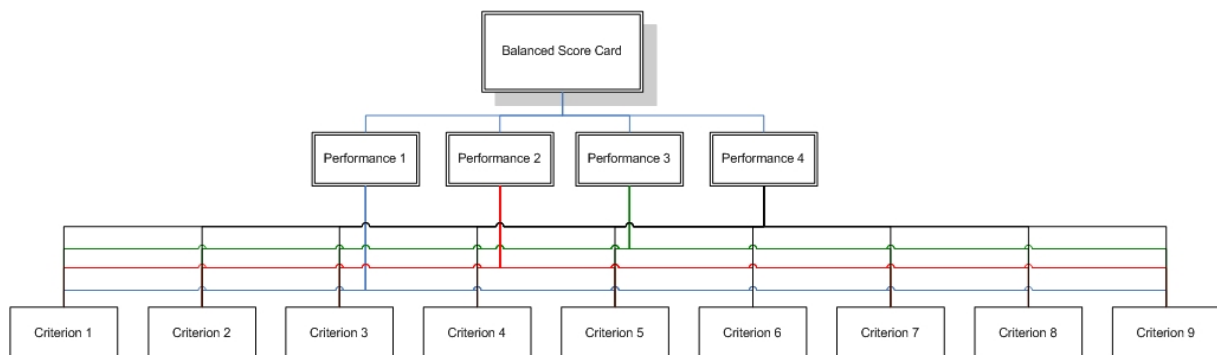 Balanced Score Card
Performance 1
Performance 2
Performance 3
Performance 4
Criterion 1
Criterion 2
Criterion 3
Criterion 4
Criterion 5
Criterion 6
Criterion 7
Criterion 8
Criterion 9